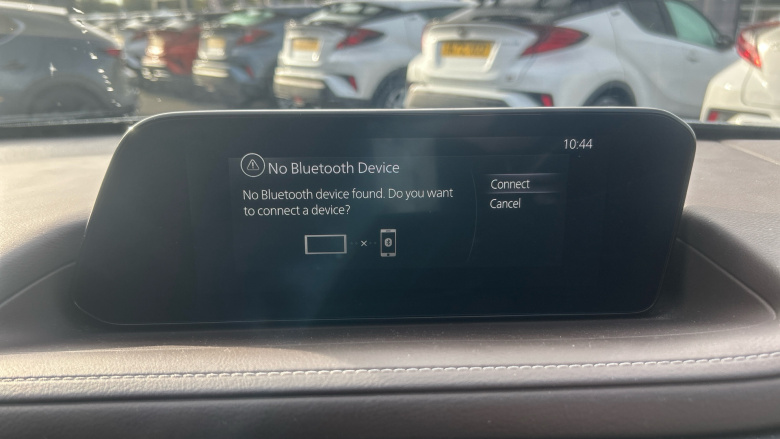 10:44
No Bluetooth Device
No Bluetooth device found. Do you want
to connect a device?
Connect
Cancel